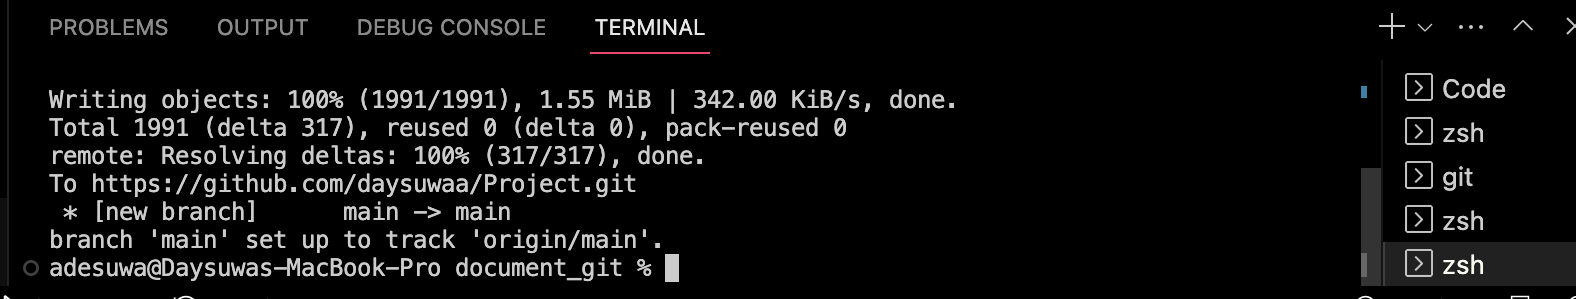 PROBLEMS OUTPUT DEBUG CONSOLE TERMINAL
Writing objects: 100% (1991/1991), 1.55 MiB | 342.00 KiB/s, done.
Total 1991 (delta 317), reused 0 (delta 0), pack-reused 0
remote: Resolving deltas: 100% (317/317), done.
To https://github.com/daysuwaa/Project.git
 * [new branch]      main -> main
branch 'main' set up to track 'origin/main'.
adesuwa@Daysuwas-MacBook-Pro document_git %
Code
zsh
git
zsh
zsh